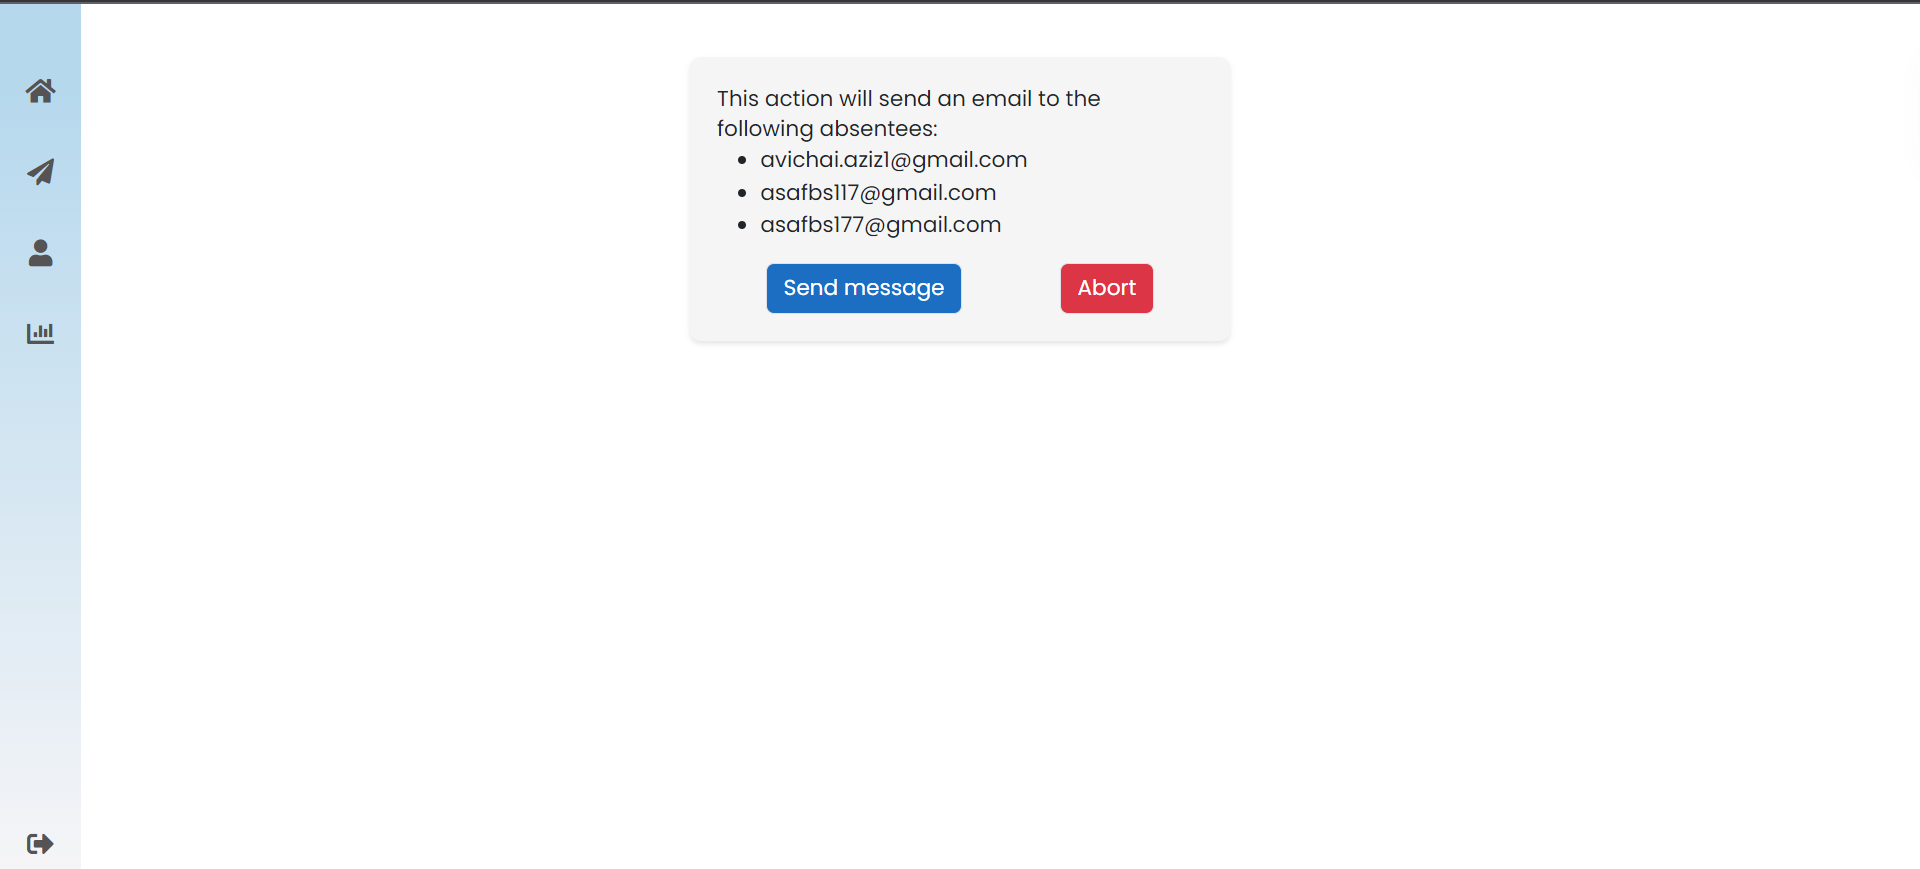 This action will send an email to the
following absentees:
avichai.aziz1@gmail.com
asafbs117@gmail.com
asafbs177@gmail.com
Send message
Abort